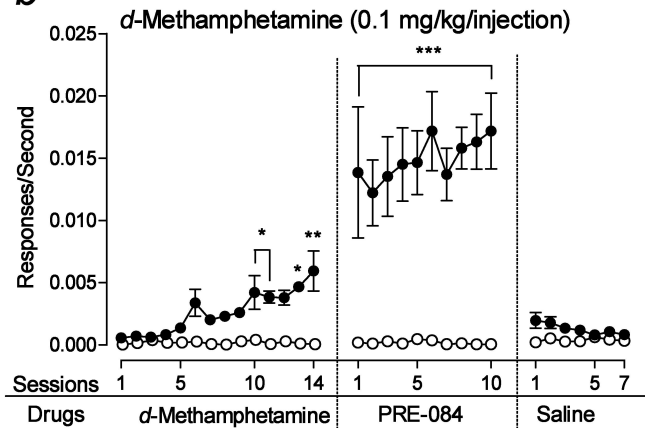 b
d-Methamphetamine (0.1 mg/kg/injection)
Responses/Second
0.025
0.020
0.015
0.010
0.005
0.000
*
*
**
***
Sessions 1 5 10 14 1 5 10 1 5 7
Drugs d-Methamphetamine PRE-084 Saline